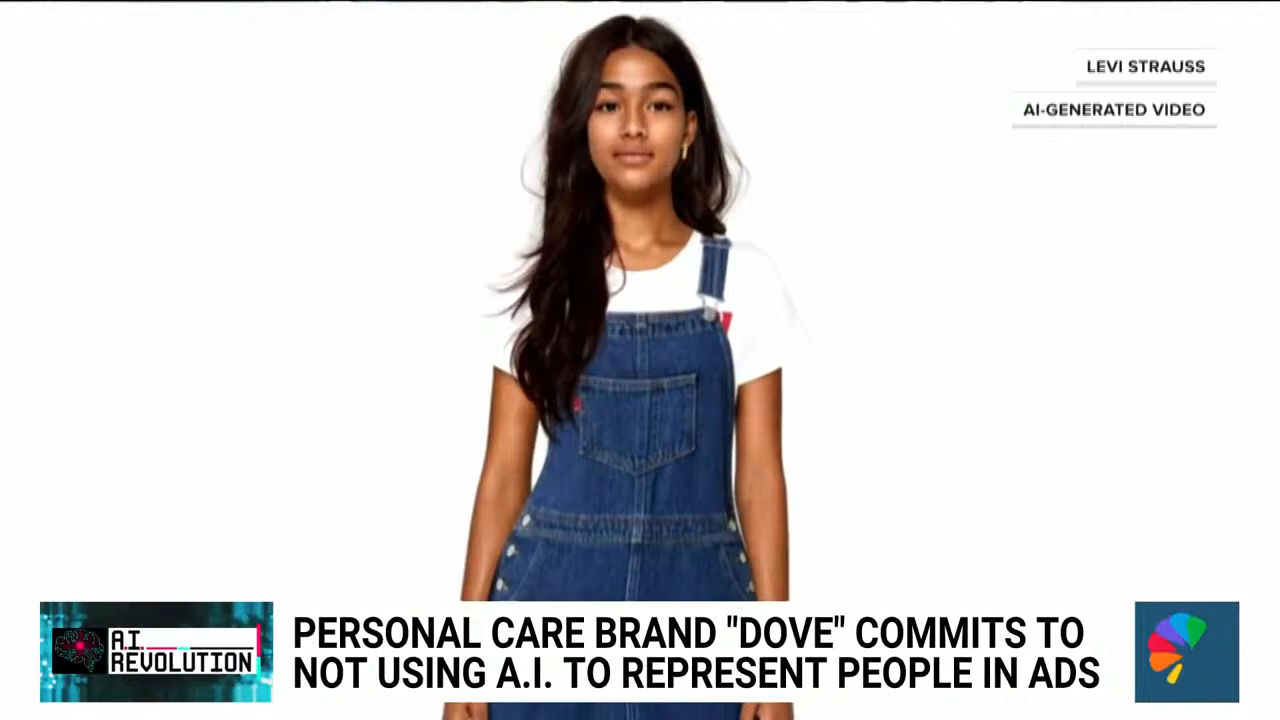 LEVI STRAUSS
AI-GENERATED VIDEO
A.I.
REVOLUTION
PERSONAL CARE BRAND "DOVE" COMMITS TO
NOT USING A.I. TO REPRESENT PEOPLE IN ADS